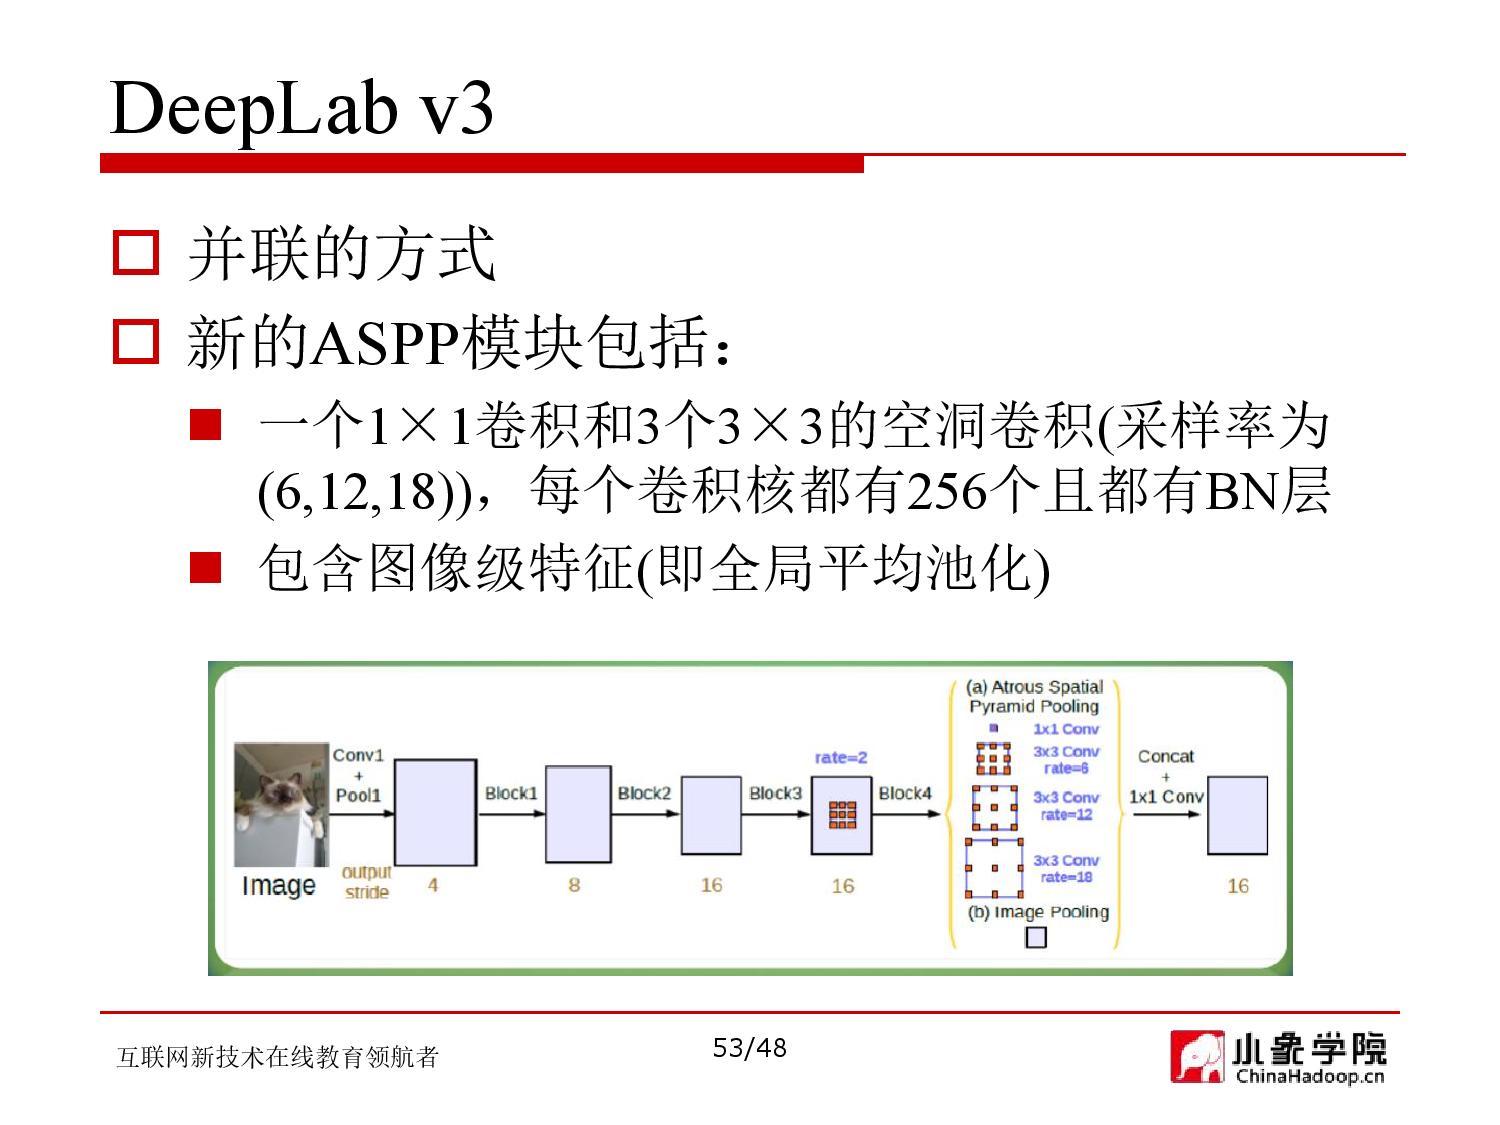 DeepLab v3
并联的方式
新的ASPP模块包括：
一个1×1卷积和3个3×3的空洞卷积(采样率为
(6,12,18))，每个卷积核都有256个且都有BN层
包含图像级特征(即全局平均池化)
Image
Conv1
+
Pool1
output
stride
4
Block1
8
Block2
16
Block3
rate=2
16
Block4
(a) Atrous Spatial
Pyramid Pooling
1x1 Conv
3x3 Conv
rate=6
3x3 Conv
rate=12
3x3 Conv
rate=18
(b) Image Pooling
Concat
+
1x1 Conv
16
互联网新技术在线教育领航者
53/48
小象学院
ChinaHadoop.cn